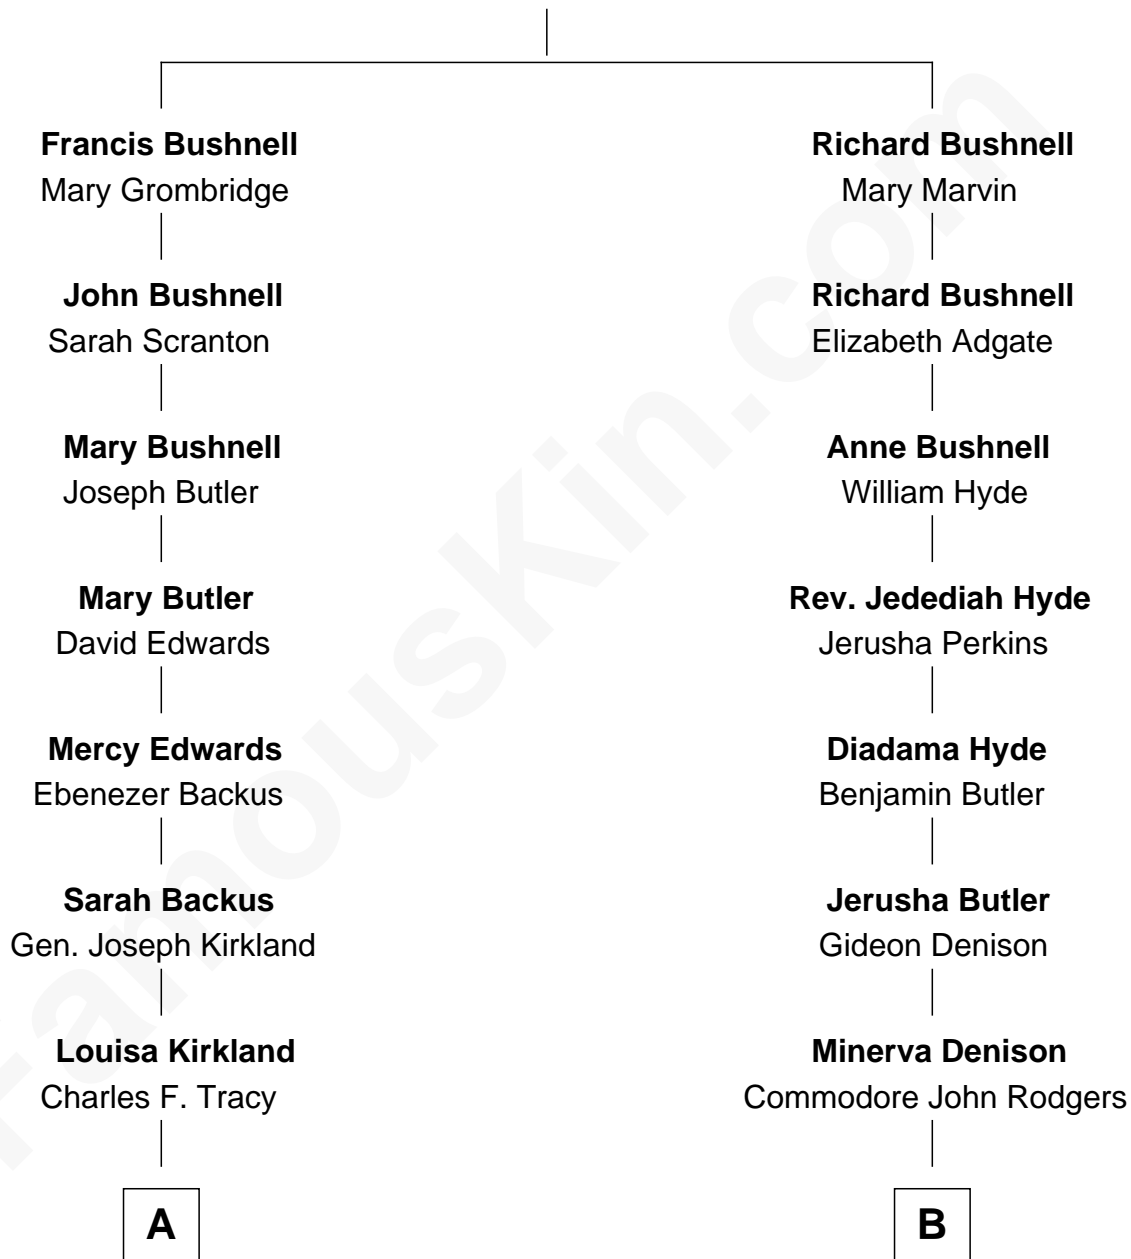 Francis Bushnell
Mary Grombridge
John Bushnell
Sarah Scranton
Mary Bushnell
Joseph Butler
Mary Butler
David Edwards
Mercy Edwards
Ebenezer Backus
Sarah Backus
Gen. Joseph Kirkland
Louisa Kirkland
Charles F. Tracy
A
Richard Bushnell
Mary Marvin
Richard Bushnell
Elizabeth Adgate
Anne Bushnell
William Hyde
Rev. Jedediah Hyde
Jerusha Perkins
Diadama Hyde
Benjamin Butler
Jerusha Butler
Gideon Denison
Minerva Denison
Commodore John Rodgers
B
FamousKin.com